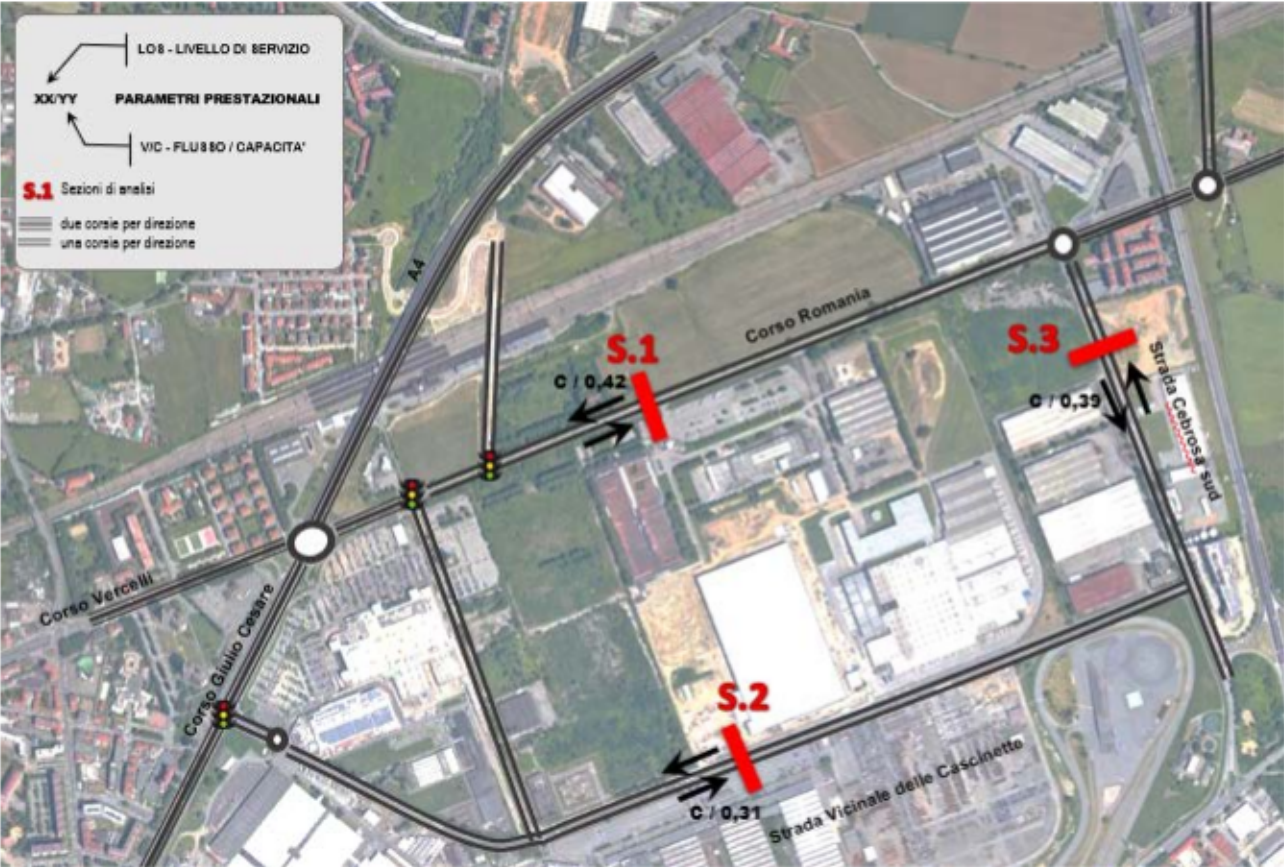 LOS - LIVELLO DI SERVIZIO
XX/YY PARAMETRI PRESTAZIONALI
V/C - FLUSSO / CAPACITA'
S.1 Sezioni di analisi
due corsie per direzione
una corsia per direzione
A4
Corso Romania
S.1
C / 0,42
S.3
C / 0,39
Strada Cebrosa sud
Corso Vercelli
Corso Giulio Cesare
S.2
C / 0,31
Strada Vicinale delle Cascinette